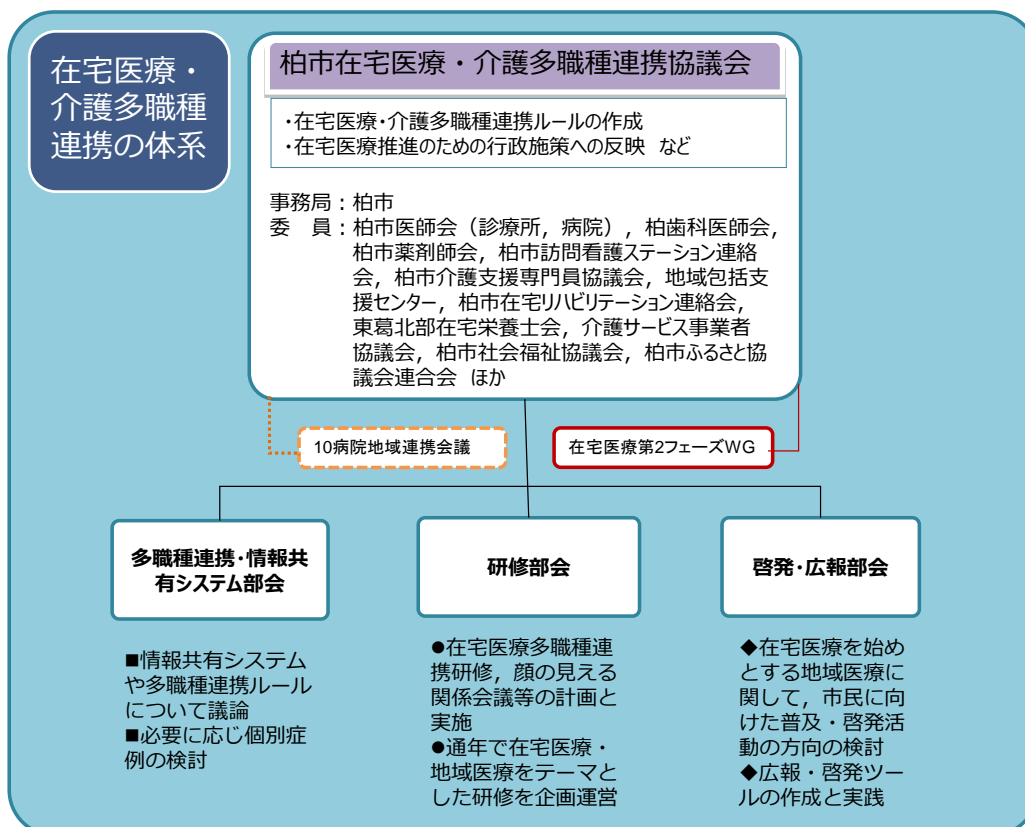 在宅医療・
介護多職種
連携の体系
柏市在宅医療・介護多職種連携協議会
・在宅医療・介護多職種連携ルールの作成
・在宅医療推進のための行政施策への反映 など
事務局：柏市
委　員：柏市医師会（診療所，病院），柏歯科医師会，
柏市薬剤師会，柏市訪問看護ステーション連絡
会，柏市介護支援専門員協議会，地域包括支
援センター，柏市在宅リハビリテーション連絡会，
東葛北部在宅栄養士会，介護サービス事業者
協議会，柏市社会福祉協議会，柏市ふるさと協
議会連合会 ほか
10病院地域連携会議
在宅医療第2フェーズWG
多職種連携・情報共
有システム部会
研修部会
啓発・広報部会
■情報共有システム
や多職種連携ルール
について議論
■必要に応じ個別症
例の検討
●在宅医療多職種連
携研修，顔の見える
関係会議等の計画と
実施
●通年で在宅医療・
地域医療をテーマと
した研修を企画運営
◆在宅医療を始め
とする地域医療に
関して，市民に向
けた普及・啓発活
動の方向の検討
◆広報・啓発ツー
ルの作成と実践